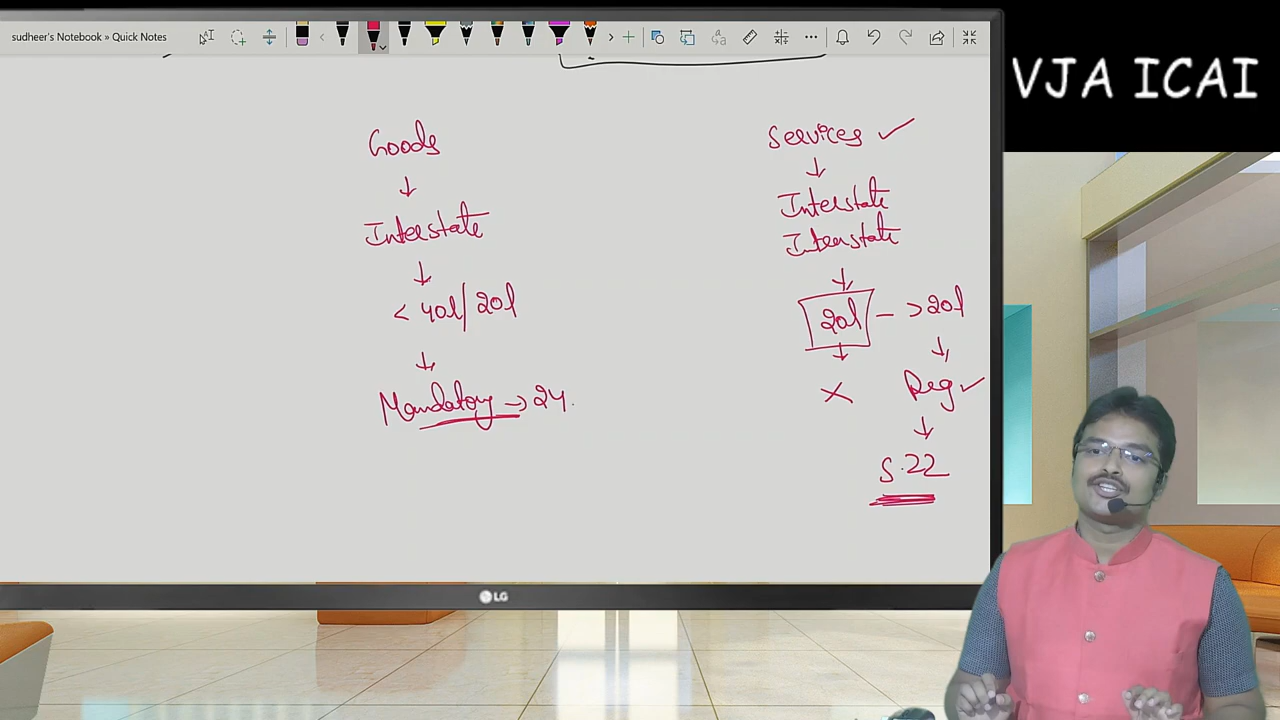 sudheer's Notebook » Quick Notes
VJA ICAI
Goods
↓
Interstate
↓
< 40l/20l
↓
Mandatory → 24.
Services ✓
↓
Interstate
Intenstate
↓
20l – >20l
↓ ↓
× Reg ✓
↓
S.22
LG